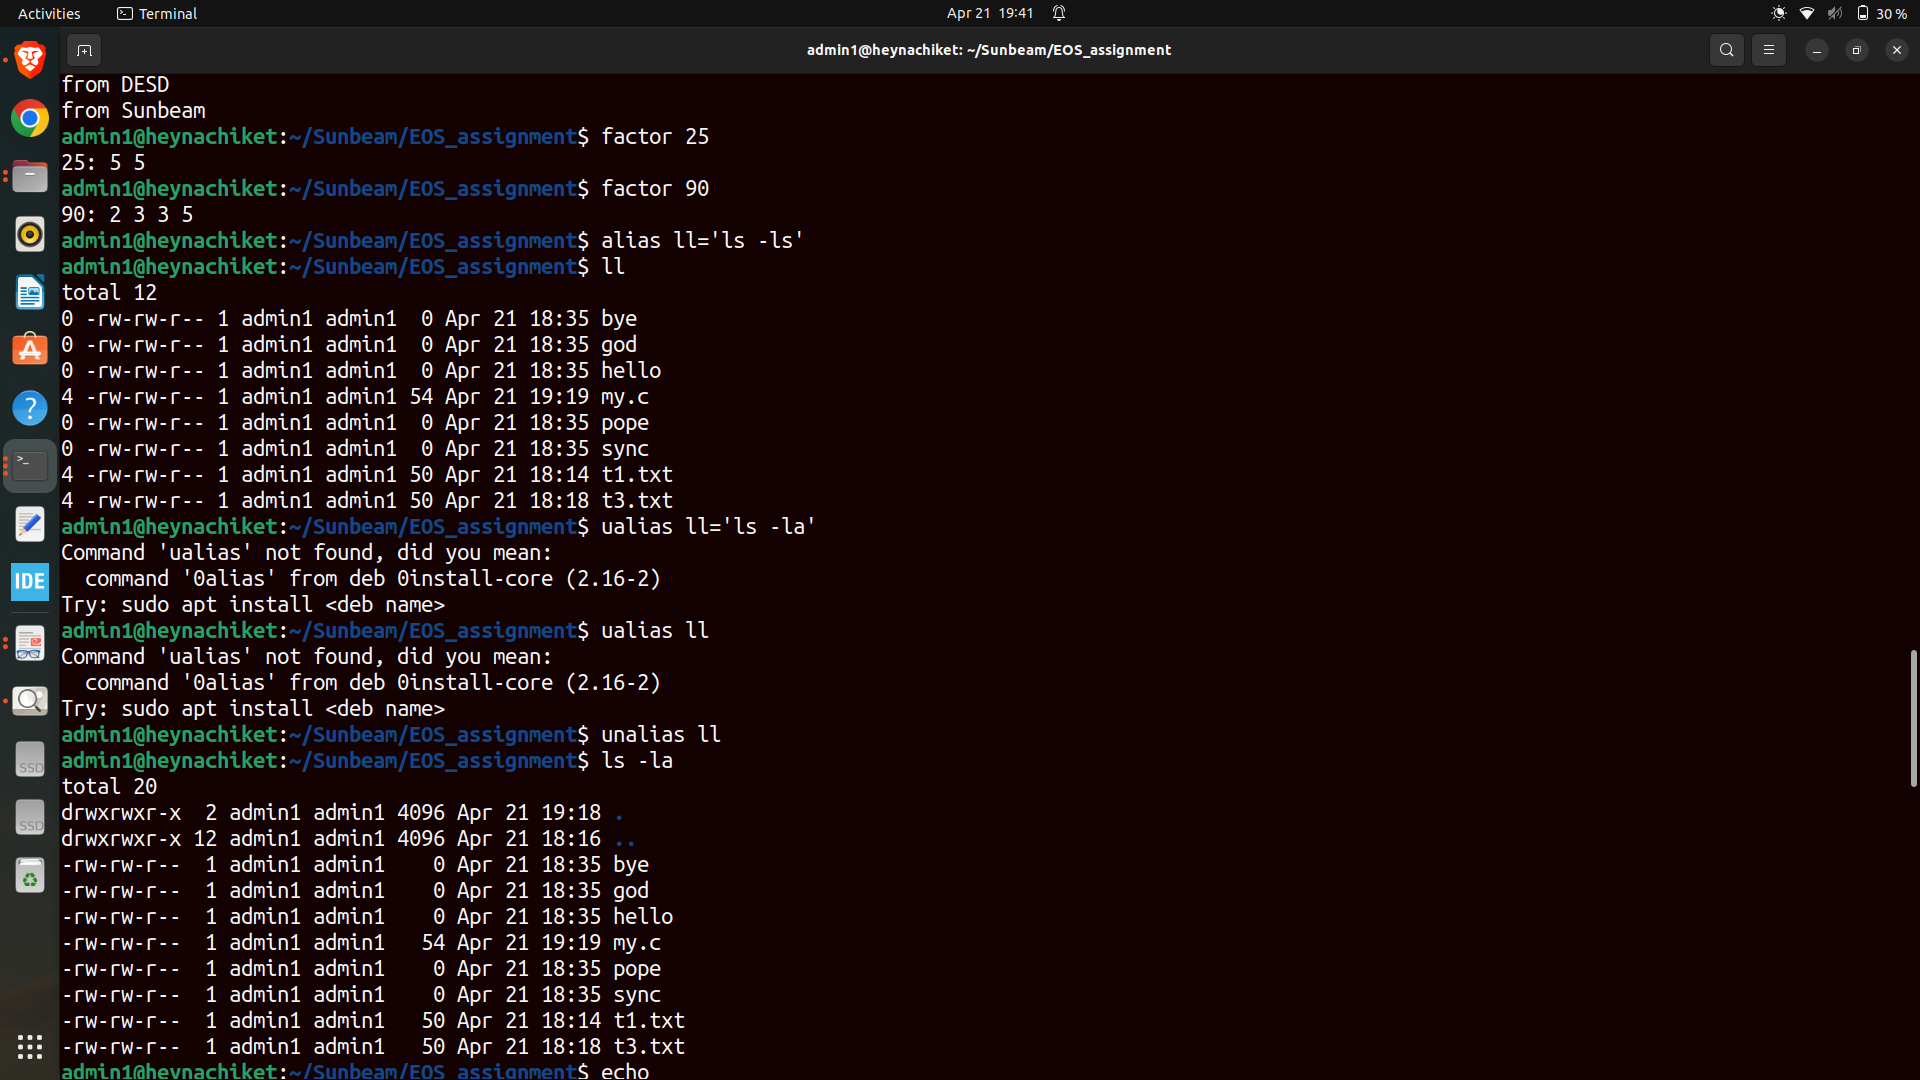 Activities
Terminal
Apr 21 19:41
30 %
admin1@heynachiket: ~/Sunbeam/EOS_assignment
from DESD
from Sunbeam
admin1@heynachiket:~/Sunbeam/EOS_assignment$ factor 25
25: 5 5
admin1@heynachiket:~/Sunbeam/EOS_assignment$ factor 90
90: 2 3 3 5
admin1@heynachiket:~/Sunbeam/EOS_assignment$ alias ll='ls -ls'
admin1@heynachiket:~/Sunbeam/EOS_assignment$ ll
total 12
0 -rw-rw-r-- 1 admin1 admin1  0 Apr 21 18:35 bye
0 -rw-rw-r-- 1 admin1 admin1  0 Apr 21 18:35 god
0 -rw-rw-r-- 1 admin1 admin1  0 Apr 21 18:35 hello
4 -rw-rw-r-- 1 admin1 admin1 54 Apr 21 19:19 my.c
0 -rw-rw-r-- 1 admin1 admin1  0 Apr 21 18:35 pope
0 -rw-rw-r-- 1 admin1 admin1  0 Apr 21 18:35 sync
4 -rw-rw-r-- 1 admin1 admin1 50 Apr 21 18:14 t1.txt
4 -rw-rw-r-- 1 admin1 admin1 50 Apr 21 18:18 t3.txt
admin1@heynachiket:~/Sunbeam/EOS_assignment$ ualias ll='ls -la'
Command 'ualias' not found, did you mean:
  command '0alias' from deb 0install-core (2.16-2)
Try: sudo apt install <deb name>
admin1@heynachiket:~/Sunbeam/EOS_assignment$ ualias ll
Command 'ualias' not found, did you mean:
  command '0alias' from deb 0install-core (2.16-2)
Try: sudo apt install <deb name>
admin1@heynachiket:~/Sunbeam/EOS_assignment$ unalias ll
admin1@heynachiket:~/Sunbeam/EOS_assignment$ ls -la
total 20
drwxrwxr-x  2 admin1 admin1 4096 Apr 21 19:18 .
drwxrwxr-x 12 admin1 admin1 4096 Apr 21 18:16 ..
-rw-rw-r--  1 admin1 admin1    0 Apr 21 18:35 bye
-rw-rw-r--  1 admin1 admin1    0 Apr 21 18:35 god
-rw-rw-r--  1 admin1 admin1    0 Apr 21 18:35 hello
-rw-rw-r--  1 admin1 admin1   54 Apr 21 19:19 my.c
-rw-rw-r--  1 admin1 admin1    0 Apr 21 18:35 pope
-rw-rw-r--  1 admin1 admin1    0 Apr 21 18:35 sync
-rw-rw-r--  1 admin1 admin1   50 Apr 21 18:14 t1.txt
-rw-rw-r--  1 admin1 admin1   50 Apr 21 18:18 t3.txt
admin1@heynachiket:~/Sunbeam/EOS_assignment$ echo
IDE
SSD
SSD